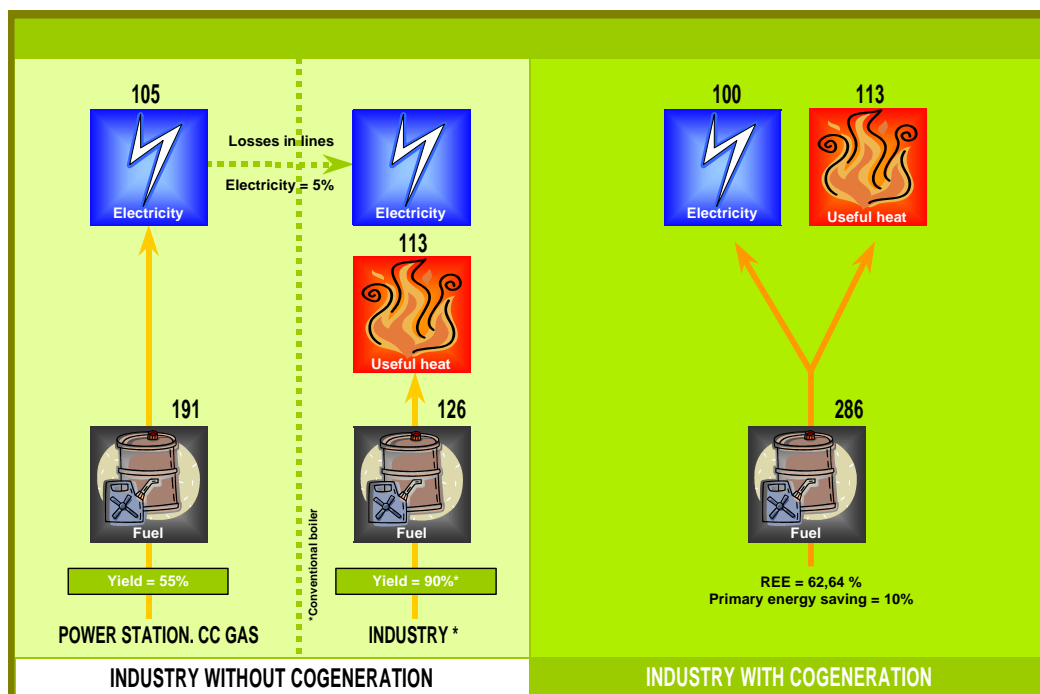 105
Electricity
Losses in lines
Electricity = 5%
Electricity
113
Useful heat
191
Fuel
126
Fuel
Yield = 55%
Yield = 90%*
*Conventional boiler
POWER STATION. CC GAS
INDUSTRY *
INDUSTRY WITHOUT COGENERATION
100
Electricity
113
Useful heat
286
Fuel
REE = 62,64 %
Primary energy saving = 10%
INDUSTRY WITH COGENERATION